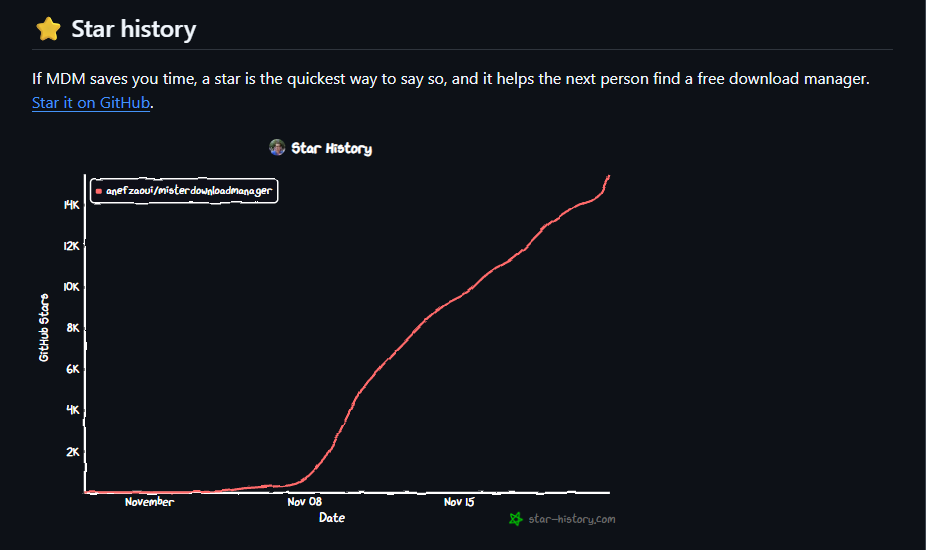 Star history
If MDM saves you time, a star is the quickest way to say so, and it helps the next person find a free download manager.
Star it on GitHub.
Star History
anefzaoui/misterdownloadmanager
14K
12K
10K
8K
6K
4K
2K
GitHub Stars
November
Nov 08
Nov 15
Date
star-history.com